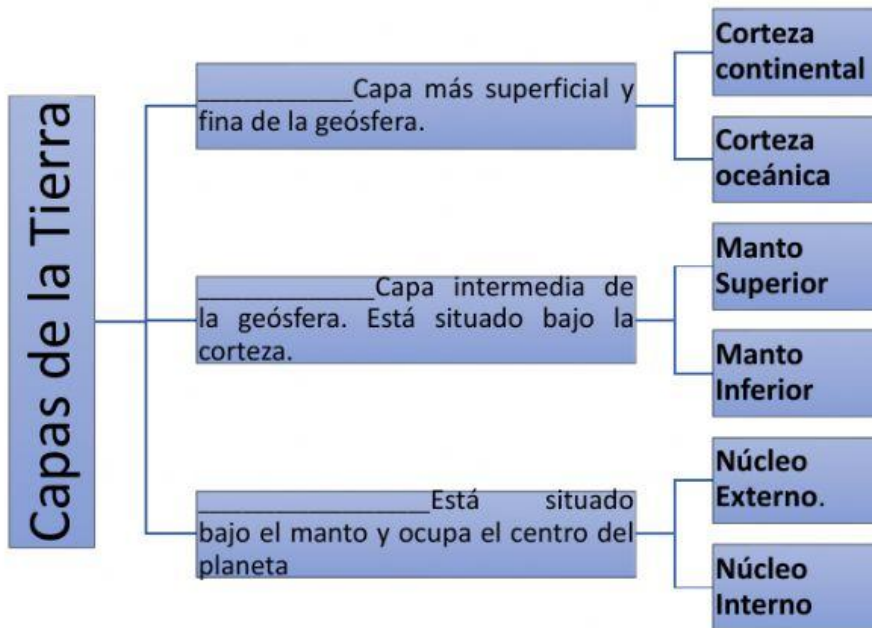 Capas de la Tierra
___________Capa más superficial y
fina de la geósfera.
Corteza
continental
Corteza
oceánica
____________Capa intermedia de
la geósfera. Está situado bajo la
corteza.
Manto
Superior
Manto
Inferior
________________Está situado
bajo el manto y ocupa el centro del
planeta
Núcleo
Externo.
Núcleo
Interno